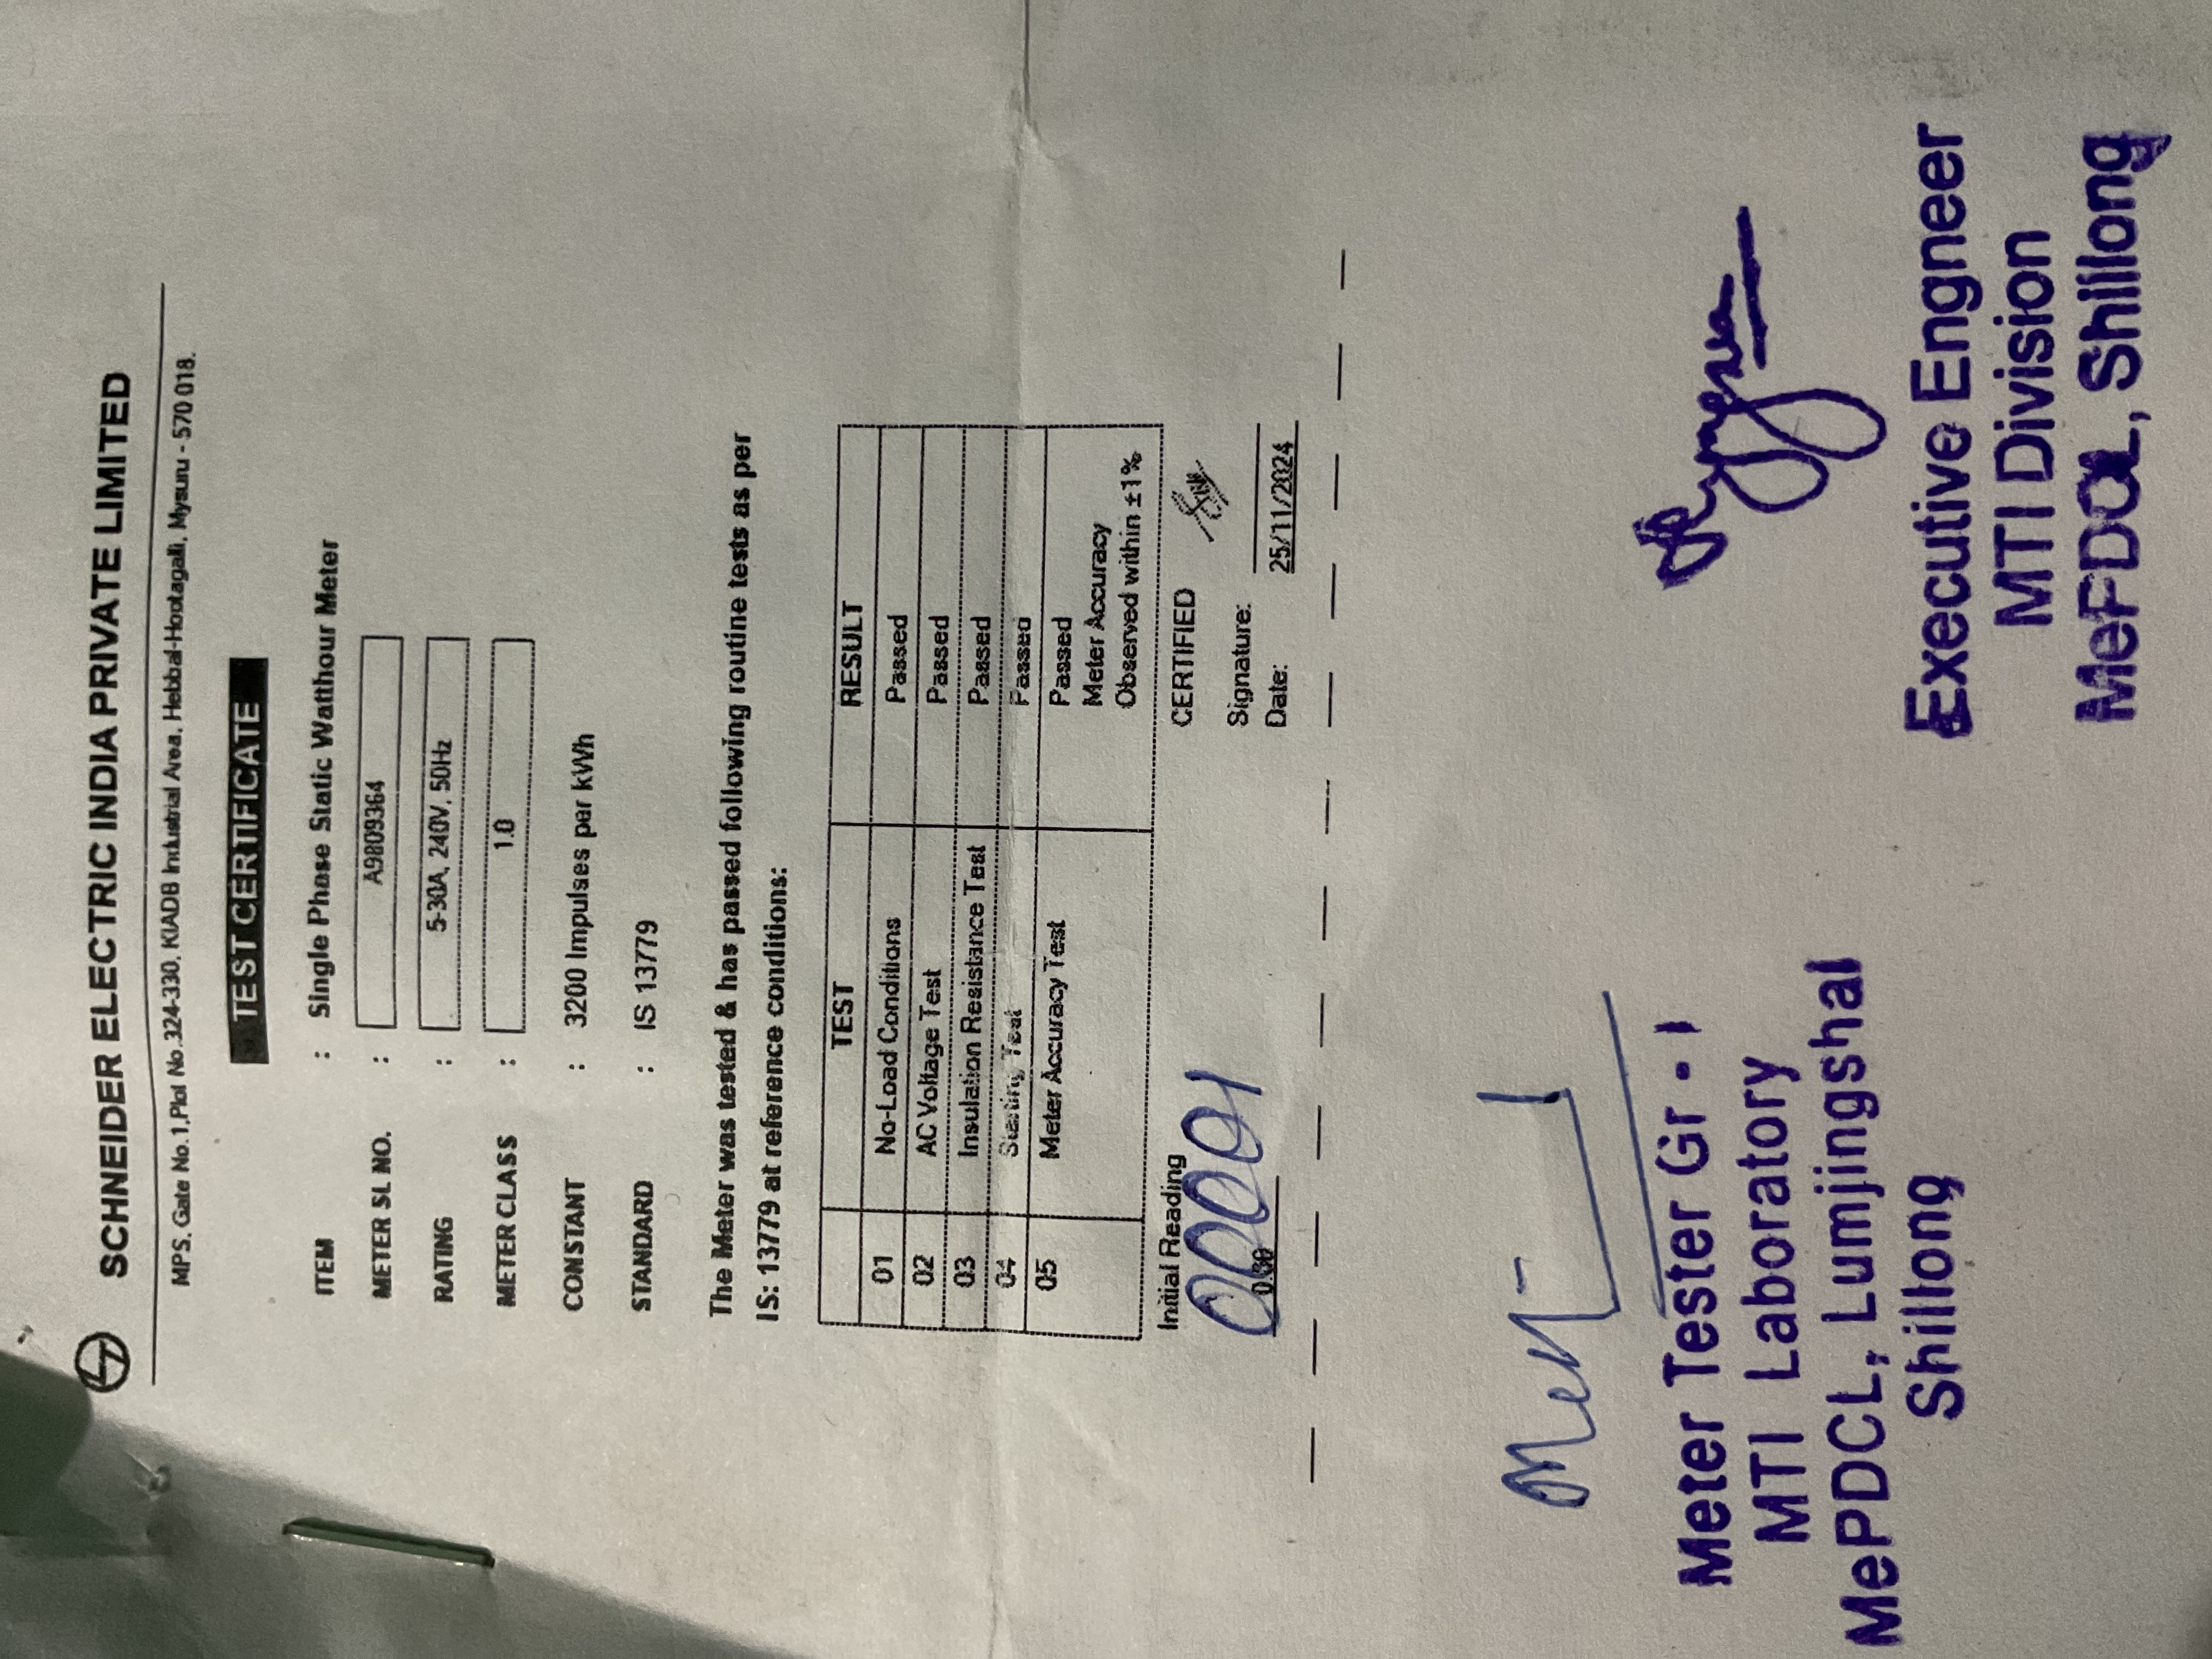 SCHNEIDER ELECTRIC INDIA PRIVATE LIMITED
MPS, Gate No.1,Plot No.324-330, KIADB Industrial Area, Hebbal-Hootagalli, Mysuru - 570 018.
TEST CERTIFICATE
ITEM : Single Phase Static Watthour Meter
METER SL NO. : A9809364
RATING : 5-30A, 240V, 50Hz
METER CLASS : 1.0
CONSTANT : 3200 Impulses per kWh
STANDARD : IS 13779
The Meter was tested & has passed following routine tests as per
IS: 13779 at reference conditions:
TEST RESULT
01 No-Load Conditions Passed
02 AC Voltage Test Passed
03 Insulation Resistance Test Passed
04 Starting Test Passed
05 Meter Accuracy Test Passed
Meter Accuracy
Observed within ±1%
Initial Reading CERTIFIED
00001
Signature:
Date: 25/11/2024
Meter Tester Gr - I
MTI Laboratory
MePDCL, Lumjingshai
Shillong
Executive Engneer
MTI Division
MePDCL, Shillong